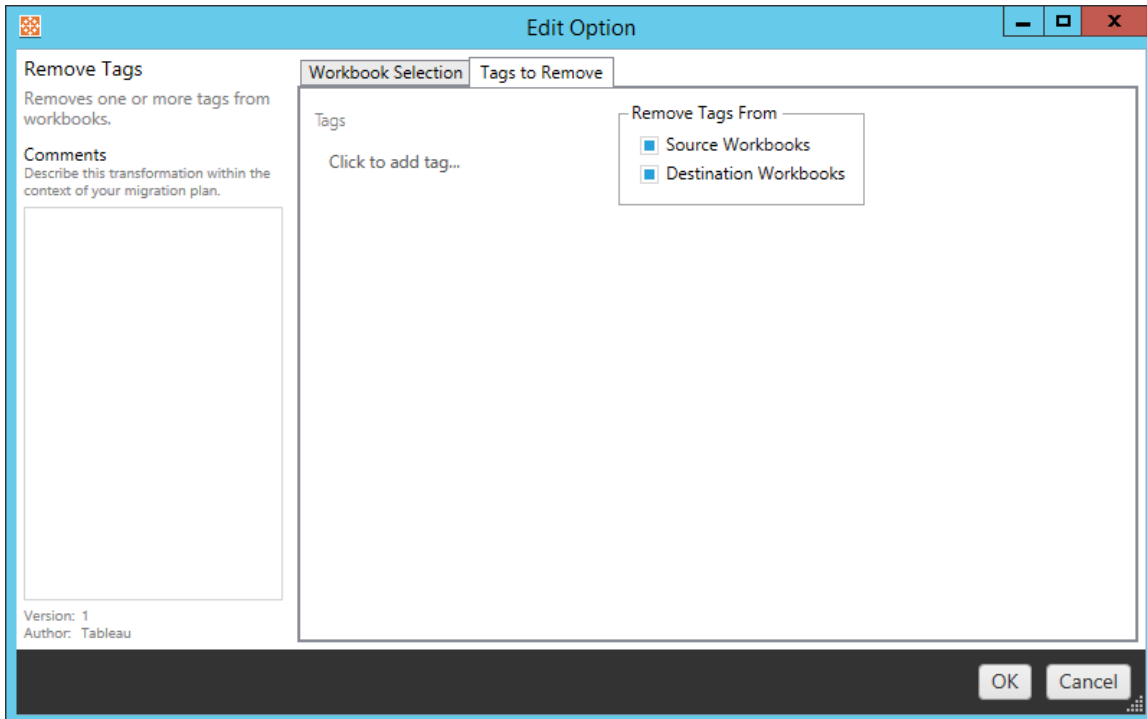 Edit Option
Remove Tags
Removes one or more tags from
workbooks.
Comments
Describe this transformation within the
context of your migration plan.
Version: 1
Author: Tableau
Workbook Selection
Tags to Remove
Tags
Click to add tag...
Remove Tags From
Source Workbooks
Destination Workbooks
OK
Cancel